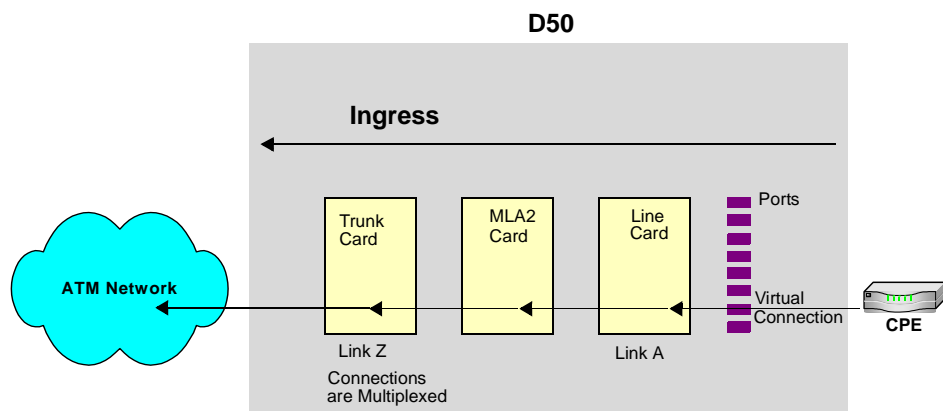 D50
Ingress
Trunk
Card
MLA2
Card
Line
Card
Ports
ATM Network
Virtual
Connection
CPE
Link Z
Link A
Connections
are Multiplexed